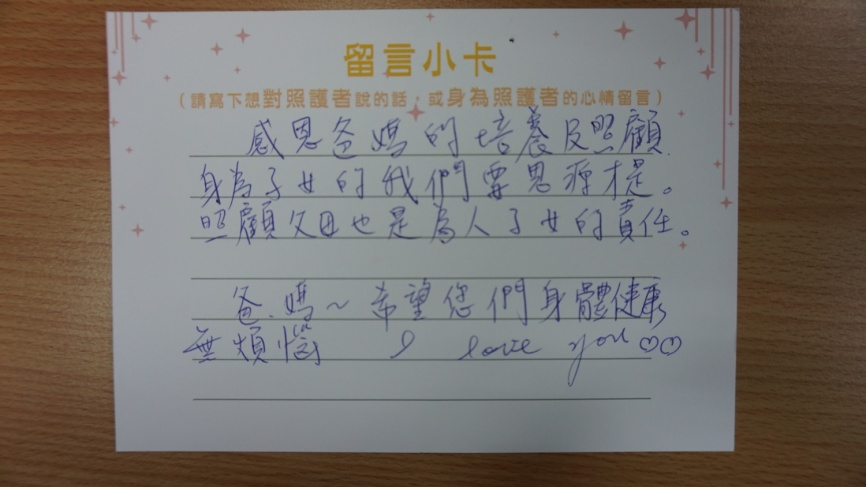 留言小卡
（請寫下想對照護者說的話，或身為照護者的心情留言）
感恩爸媽的培養及照顧
身為子女的我們要思源才是。
照顧父母也是為人子女的責任。
爸.媽～希望您們身體健康
無煩惱 I love you♡♡